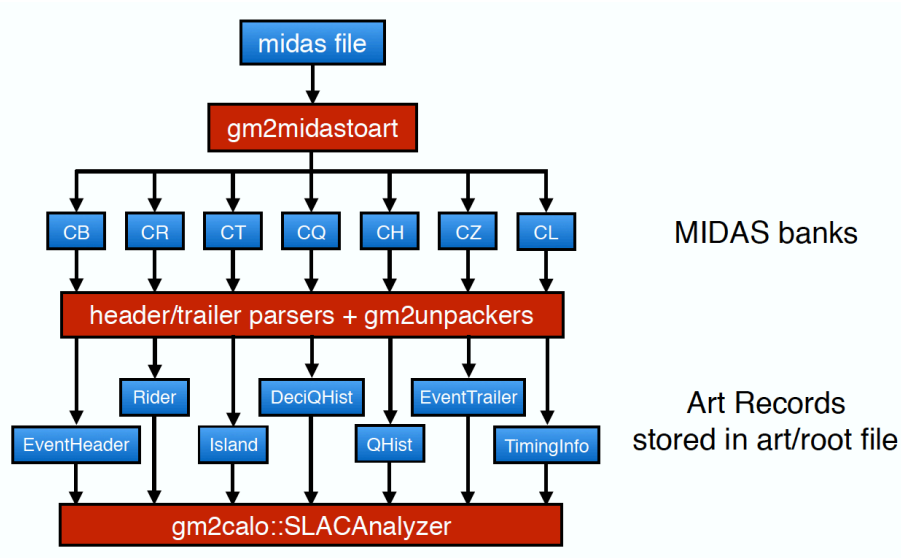 midas file
gm2midastoart
CB CR CT CQ CH CZ CL
MIDAS banks
header/trailer parsers + gm2unpackers
Rider DeciQHist EventTrailer
Art Records
stored in art/root file
EventHeader Island QHist TimingInfo
gm2calo::SLACAnalyzer